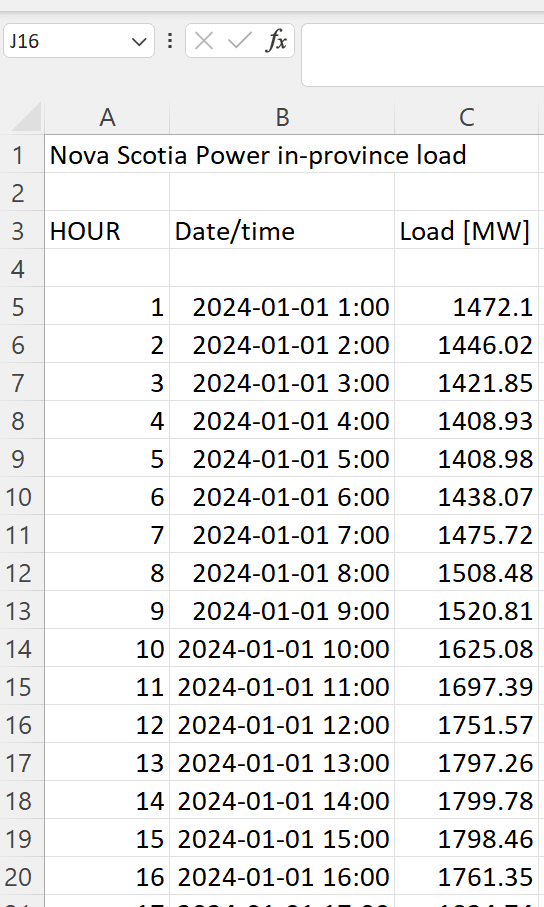 J16 fx
A B C
1 Nova Scotia Power in-province load
2
3 HOUR Date/time Load [MW]
4
5 1 2024-01-01 1:00 1472.1
6 2 2024-01-01 2:00 1446.02
7 3 2024-01-01 3:00 1421.85
8 4 2024-01-01 4:00 1408.93
9 5 2024-01-01 5:00 1408.98
10 6 2024-01-01 6:00 1438.07
11 7 2024-01-01 7:00 1475.72
12 8 2024-01-01 8:00 1508.48
13 9 2024-01-01 9:00 1520.81
14 10 2024-01-01 10:00 1625.08
15 11 2024-01-01 11:00 1697.39
16 12 2024-01-01 12:00 1751.57
17 13 2024-01-01 13:00 1797.26
18 14 2024-01-01 14:00 1799.78
19 15 2024-01-01 15:00 1798.46
20 16 2024-01-01 16:00 1761.35